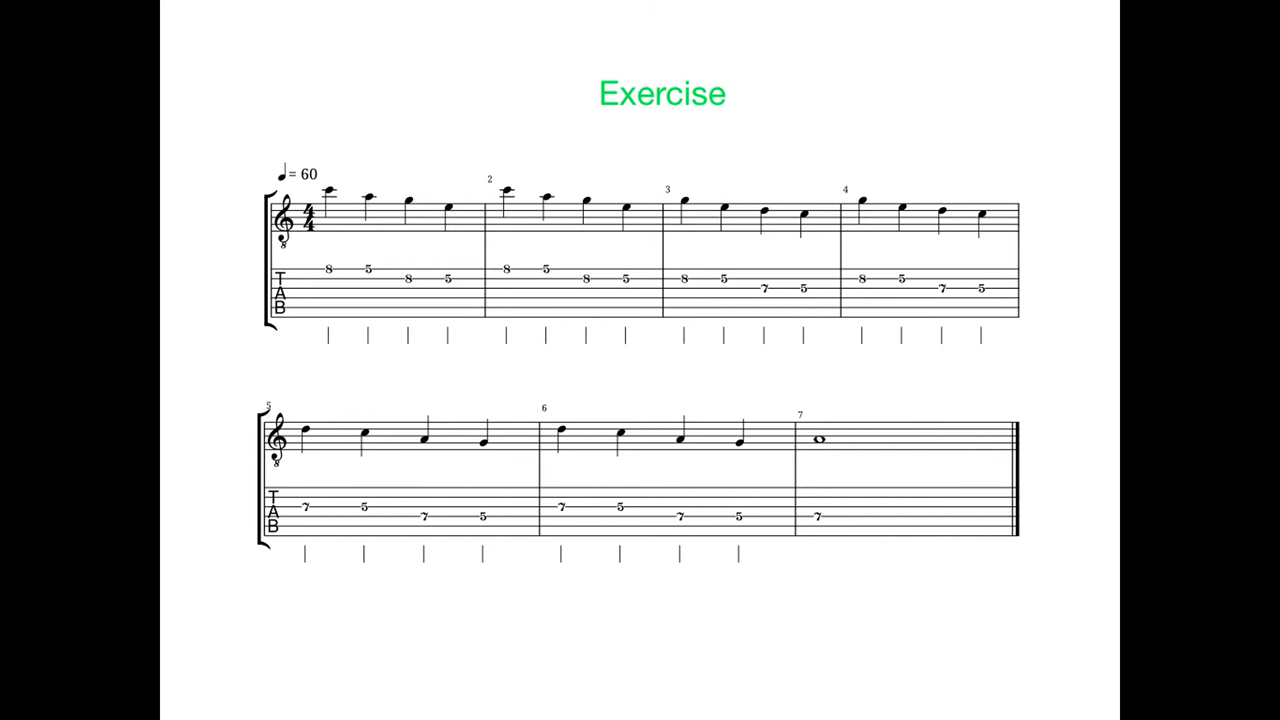 Exercise
♩ = 60
2 3 4
4
4
8 5 8 5 8 5 8 5 8 5 7 5 8 5 7 5
T
A
B
5 6 7
7 5 7 5 7 5 7 5 7
T
A
B